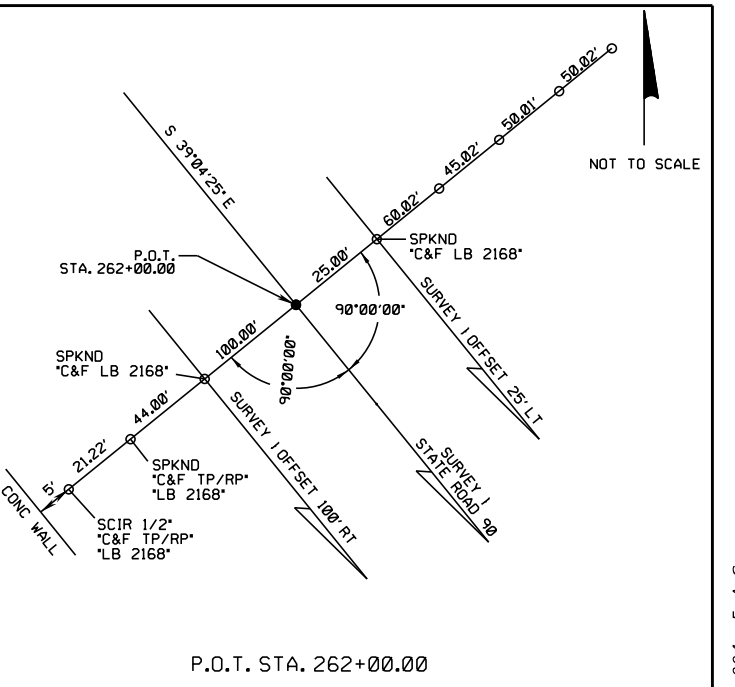 50.02'
50.01'
45.02'
60.02'
NOT TO SCALE
S 39°04'25" E
SPKND
"C&F LB 2168"
P.O.T.
STA. 262+00.00
25.00'
90°00'00"
SURVEY 1 OFFSET 25' LT
100.00'
90°00'00"
SPKND
"C&F LB 2168"
SURVEY 1 OFFSET 100' RT
SURVEY 1
STATE ROAD 90
44.00'
SPKND
"C&F TP/RP"
"LB 2168"
21.22'
5'
CONC WALL
SCIR 1/2"
"C&F TP/RP"
"LB 2168"
P.O.T. STA. 262+00.00